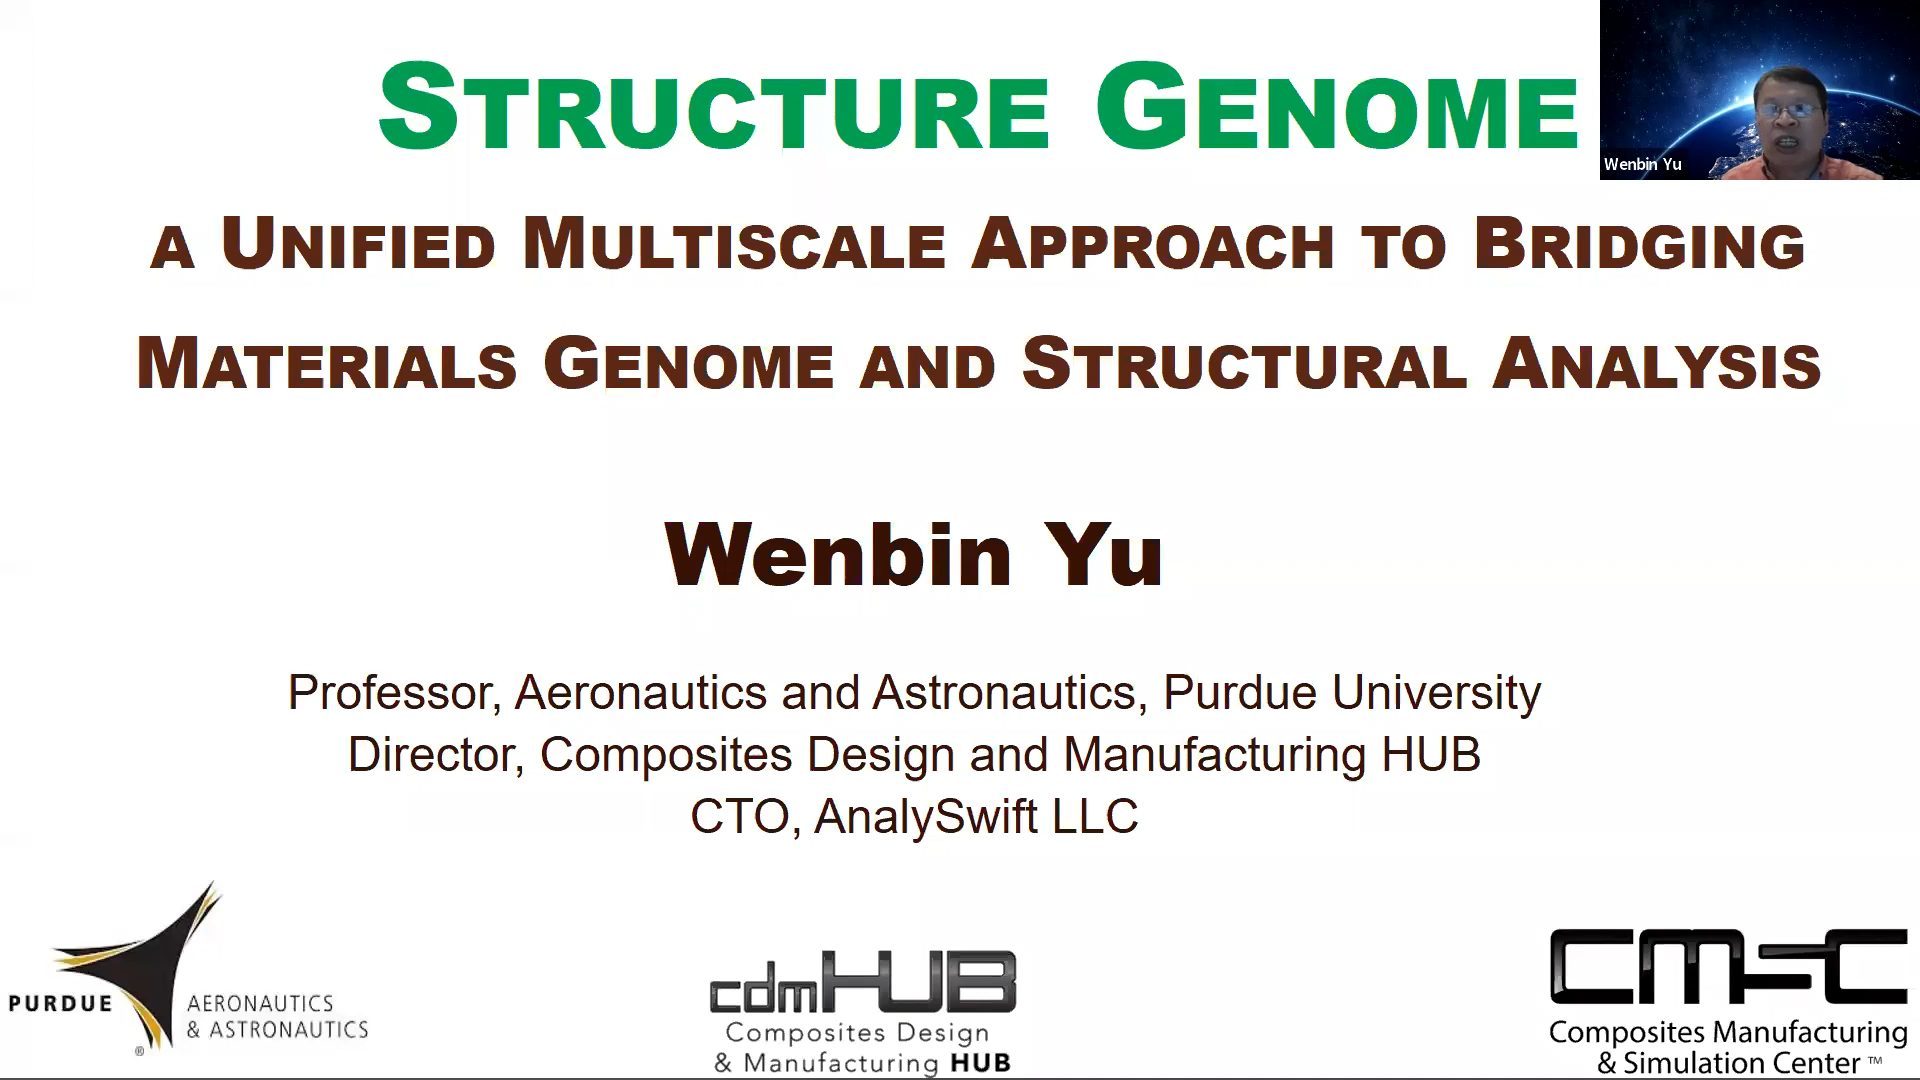 STRUCTURE GENOME
Wenbin Yu
A UNIFIED MULTISCALE APPROACH TO BRIDGING
MATERIALS GENOME AND STRUCTURAL ANALYSIS
Wenbin Yu
Professor, Aeronautics and Astronautics, Purdue University
Director, Composites Design and Manufacturing HUB
CTO, AnalySwift LLC
PURDUE
AERONAUTICS
& ASTRONAUTICS
®
cdmHUB
Composites Design
& Manufacturing HUB
CMSC
Composites Manufacturing
& Simulation Center ™